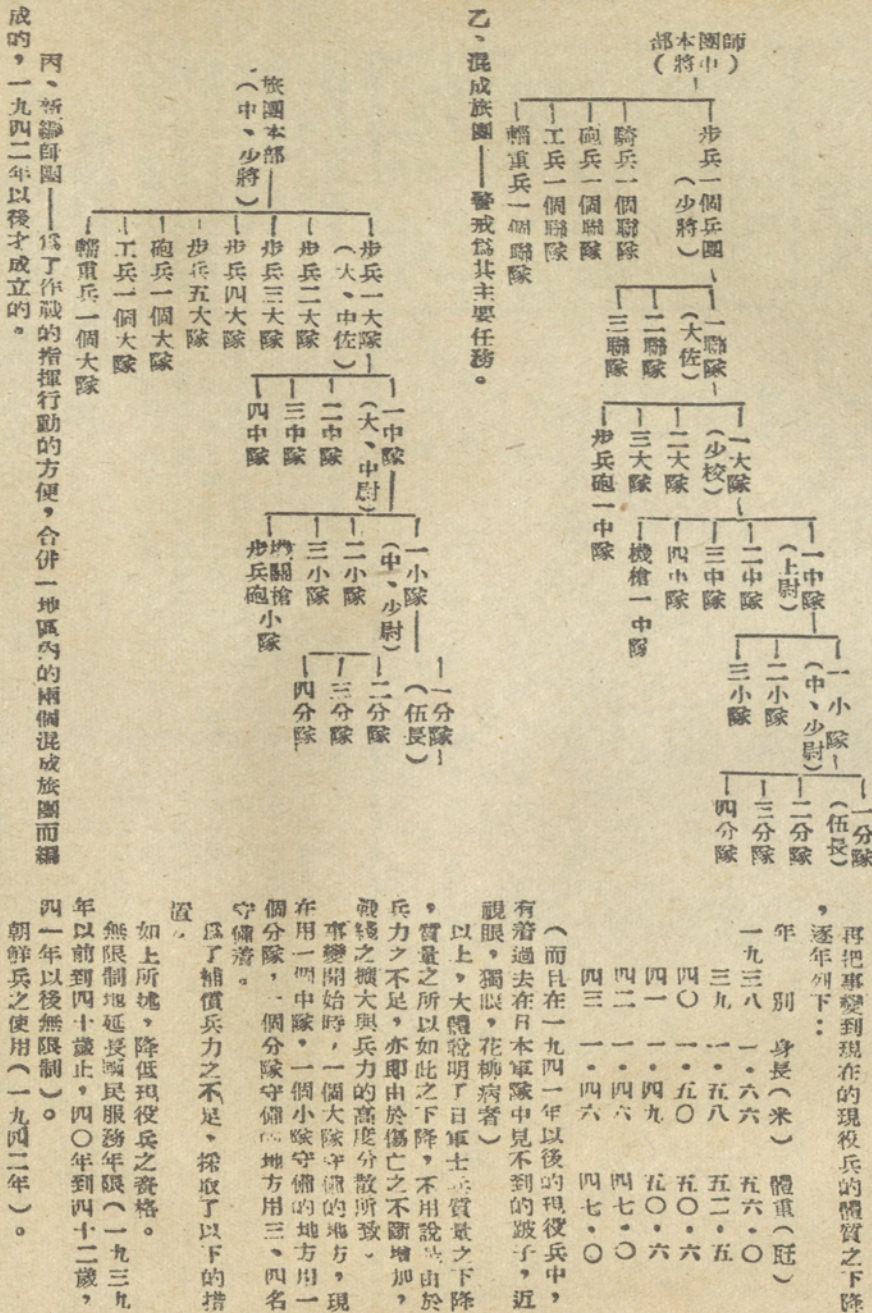 師團本部
(中將)
步兵一個兵團
(少將)
騎兵一個聯隊
砲兵一個聯隊
工兵一個聯隊
輜重兵一個聯隊
一聯隊
(大佐)
二聯隊
三聯隊
一大隊
(少校)
二大隊
三大隊
步兵砲一中隊
一中隊
(上尉)
二中隊
三中隊
四中隊
機槍一中隊
一小隊
(中、少尉)
二小隊
三小隊
一分隊
(伍長)
二分隊
三分隊
四分隊
乙、混成旅團——警戒爲其主要任務。
旅團本部
(中、少將)
步兵一大隊
(大、中佐)
步兵二大隊
步兵三大隊
步兵四大隊
步兵五大隊
砲兵一個大隊
工兵一個大隊
輜重兵一個大隊
一中隊
(大、中尉)
二中隊
三中隊
四中隊
一小隊
(中、少尉)
二小隊
三小隊
機關槍小隊
步兵砲
一分隊
(伍長)
二分隊
三分隊
四分隊
丙、新編師團——爲了作戰的指揮行動的方便,合併一地區內的兩個混成旅團而編
成的,一九四二年以後才成立的。
再把事變到現在的現役兵的體質之下降
,逐年列下:
年 別 身長(米) 體重(瓩)
一九三八 一·六六 五六·〇
三九 一·五八 五二·五
四〇 一·五〇 五〇·六
四一 一·四九 五〇·六
四二 一·四六 四七·〇
四三 一·四六 四七·〇
(而且在一九四一年以後的現役兵中,
有着過去在日本軍隊中見不到的跛子,近
視眼,獨眼,花柳病者)
以上,大體說明了日軍士兵質量之下降
,質量之所以如此之下降,不用說是由於
兵力之不足,亦即由於傷亡之不斷增加,
戰綫之擴大與兵力的高度分散所致。
事變開始時,一個大隊守備的地方,現
在用一個中隊,一個小隊守備的地方用一
個分隊,一個分隊守備的地方用三、四名
守備着。
爲了補償兵力之不足,採取了以下的措
置。
如上所述,降低現役兵之資格。
無限制地延長國民服務年限(一九三九
年以前到四十歲止,四〇年到四十二歲,
四一年以後無限制)。
朝鮮兵之使用(一九四二年)。